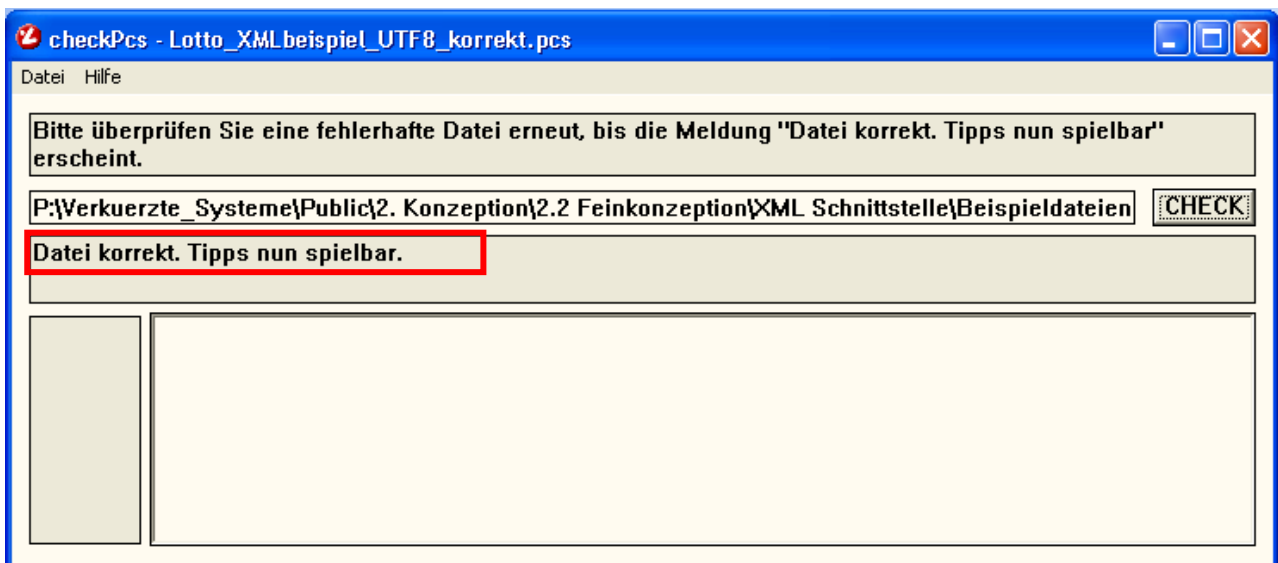 checkPcs - Lotto_XMLbeispiel_UTF8_korrekt.pcs
Datei Hilfe
Bitte überprüfen Sie eine fehlerhafte Datei erneut, bis die Meldung "Datei korrekt. Tipps nun spielbar"
erscheint.
P:\Verkuerzte_Systeme\Public\2. Konzeption\2.2 Feinkonzeption\XML Schnittstelle\Beispieldateien CHECK
Datei korrekt. Tipps nun spielbar.